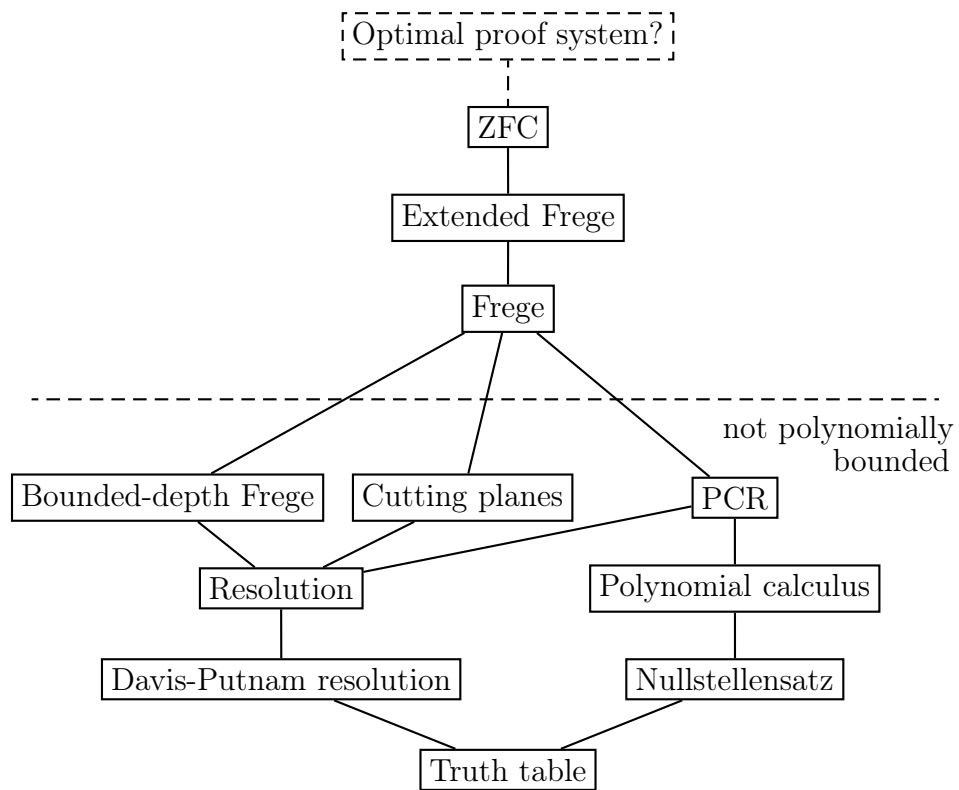 Optimal proof system?
ZFC
Extended Frege
Frege
not polynomially
bounded
Bounded-depth Frege
Cutting planes
PCR
Resolution
Polynomial calculus
Davis-Putnam resolution
Nullstellensatz
Truth table